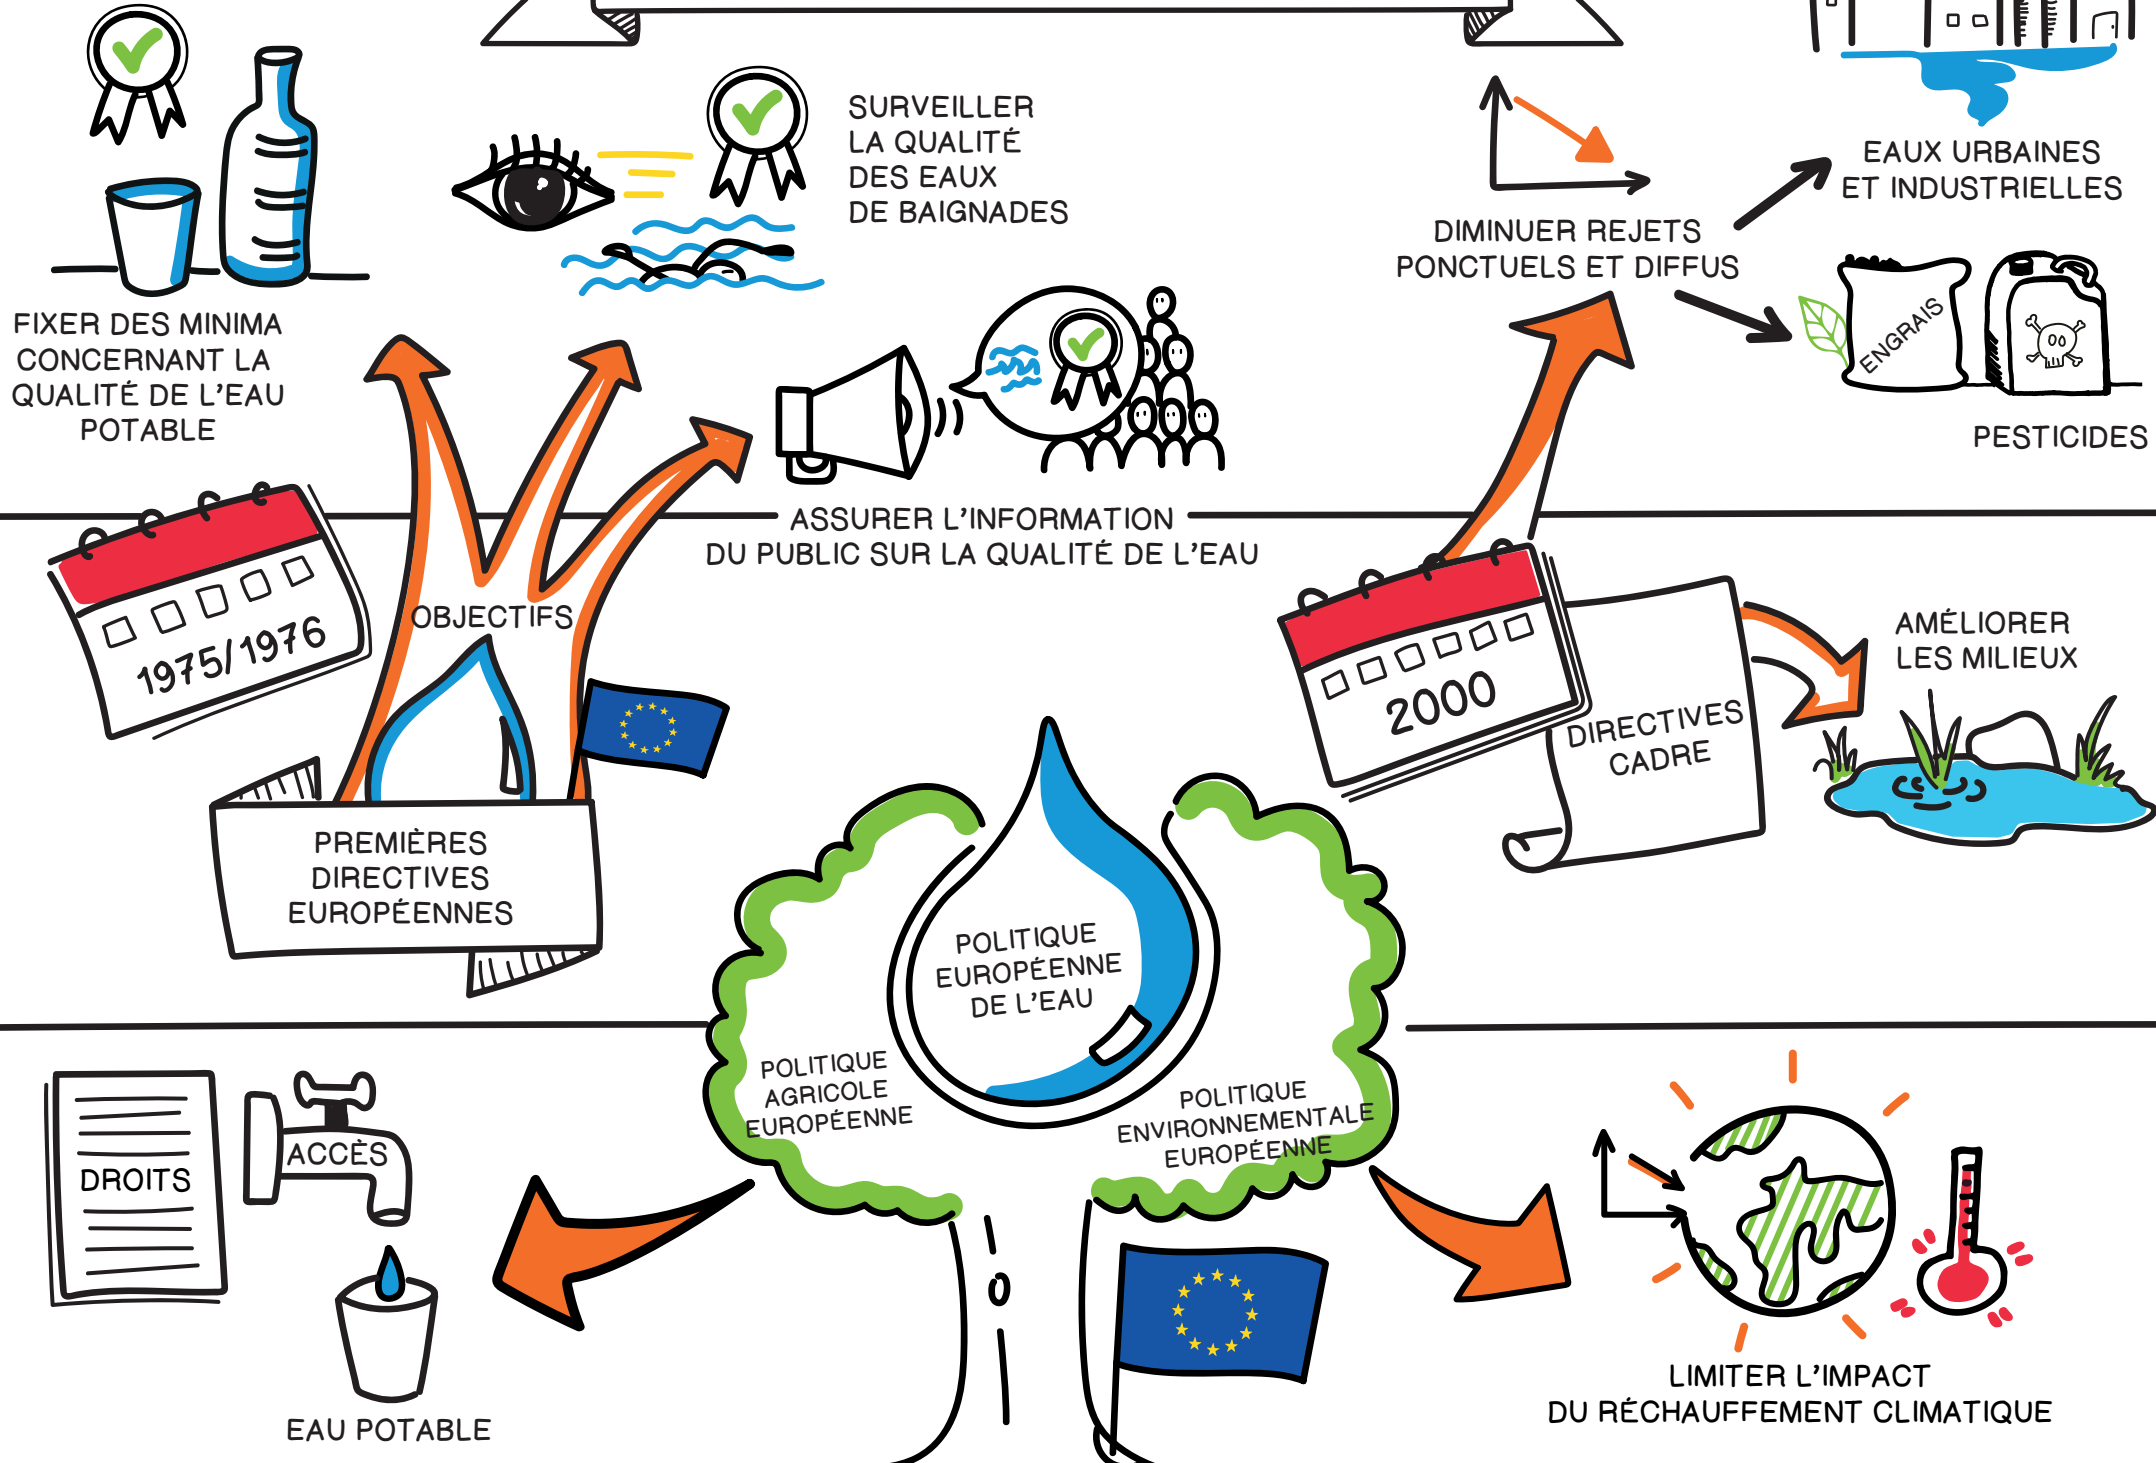 SURVEILLER
LA QUALITÉ
DES EAUX
DE BAIGNADES
EAUX URBAINES
ET INDUSTRIELLES
DIMINUER REJETS
PONCTUELS ET DIFFUS
ENGRAIS
PESTICIDES
FIXER DES MINIMA
CONCERNANT LA
QUALITÉ DE L'EAU
POTABLE
ASSURER L'INFORMATION
DU PUBLIC SUR LA QUALITÉ DE L'EAU
1975/1976
OBJECTIFS
PREMIÈRES
DIRECTIVES
EUROPÉENNES
2000
DIRECTIVES
CADRE
AMÉLIORER
LES MILIEUX
POLITIQUE
EUROPÉENNE
DE L'EAU
POLITIQUE
AGRICOLE
EUROPÉENNE
POLITIQUE
ENVIRONNEMENTALE
EUROPÉENNE
DROITS
ACCÈS
EAU POTABLE
LIMITER L'IMPACT
DU RÉCHAUFFEMENT CLIMATIQUE